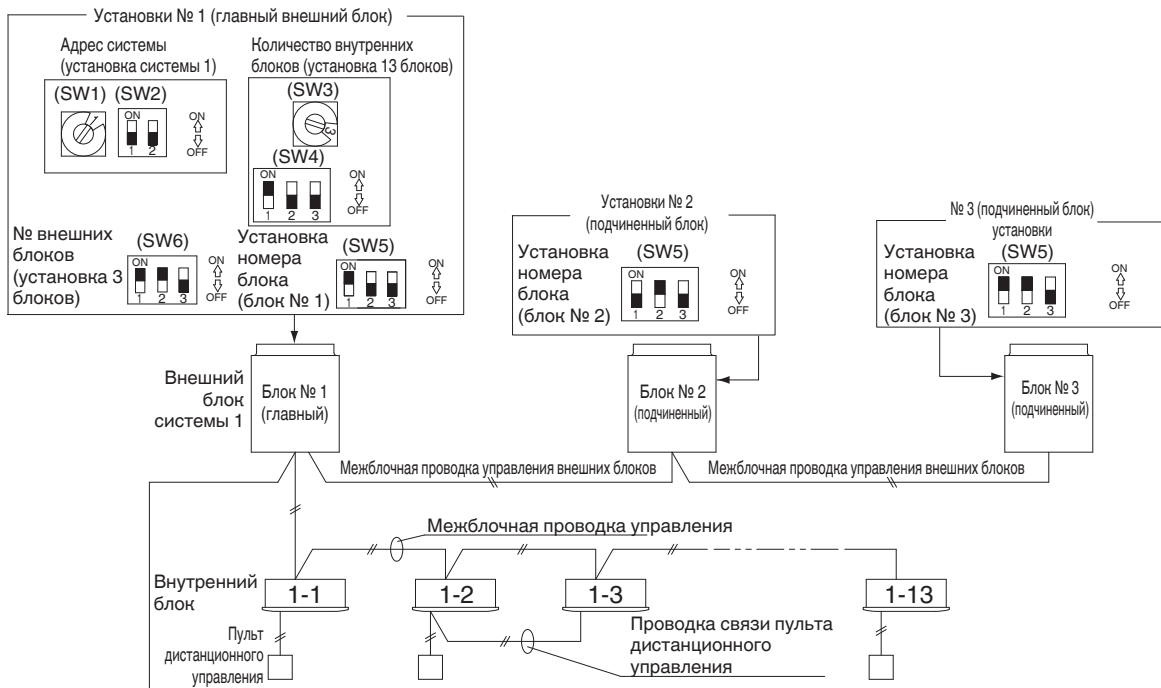 Установки № 1 (главный внешний блок)
Адрес системы
(установка системы 1)
(SW1)
1
(SW2)
ON
1 2
ON
OFF
Количество внутренних
блоков (установка 13 блоков)
(SW3)
3
(SW4)
ON
1 2 3
ON
OFF
№ внешних
блоков
(установка 3
блоков)
(SW6)
ON
1 2 3
ON
OFF
Установка
номера
блока
(блок № 1)
(SW5)
ON
1 2 3
ON
OFF
Установки № 2
(подчиненный блок)
Установка
номера
блока
(блок № 2)
(SW5)
ON
1 2 3
ON
OFF
№ 3 (подчиненный блок)
установки
Установка
номера
блока
(блок № 3)
(SW5)
ON
1 2 3
ON
OFF
Внешний
блок
системы 1
Блок № 1
(главный)
Блок № 2
(подчиненный)
Блок № 3
(подчиненный)
Межблочная проводка управления внешних блоков
Межблочная проводка управления внешних блоков
Межблочная проводка управления
Внутренний
блок
1-1
1-2
1-3
1-13
Пульт
дистанционного
управления
Проводка связи пульта
дистанционного
управления